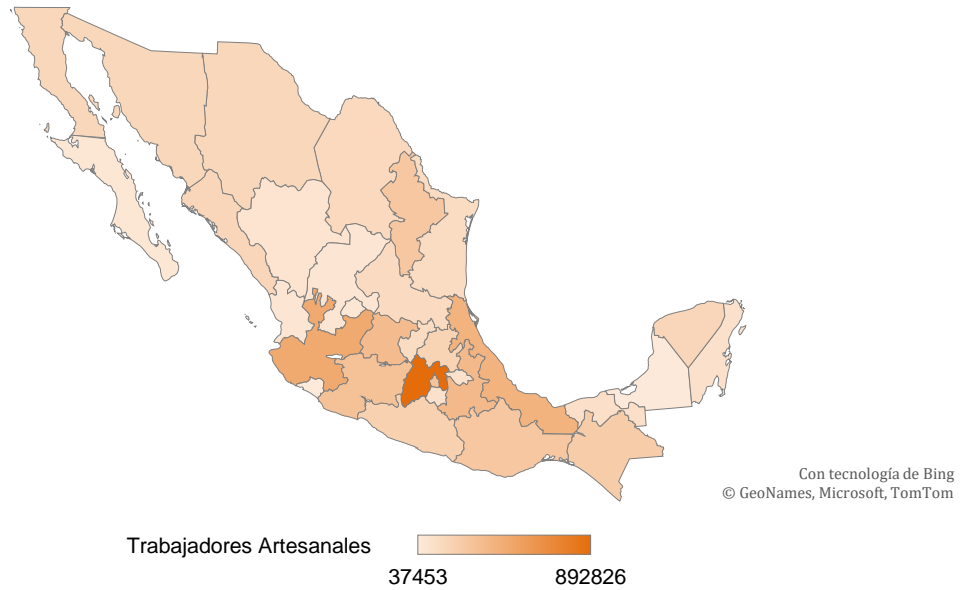 Con tecnología de Bing
© GeoNames, Microsoft, TomTom
Trabajadores Artesanales
37453
892826